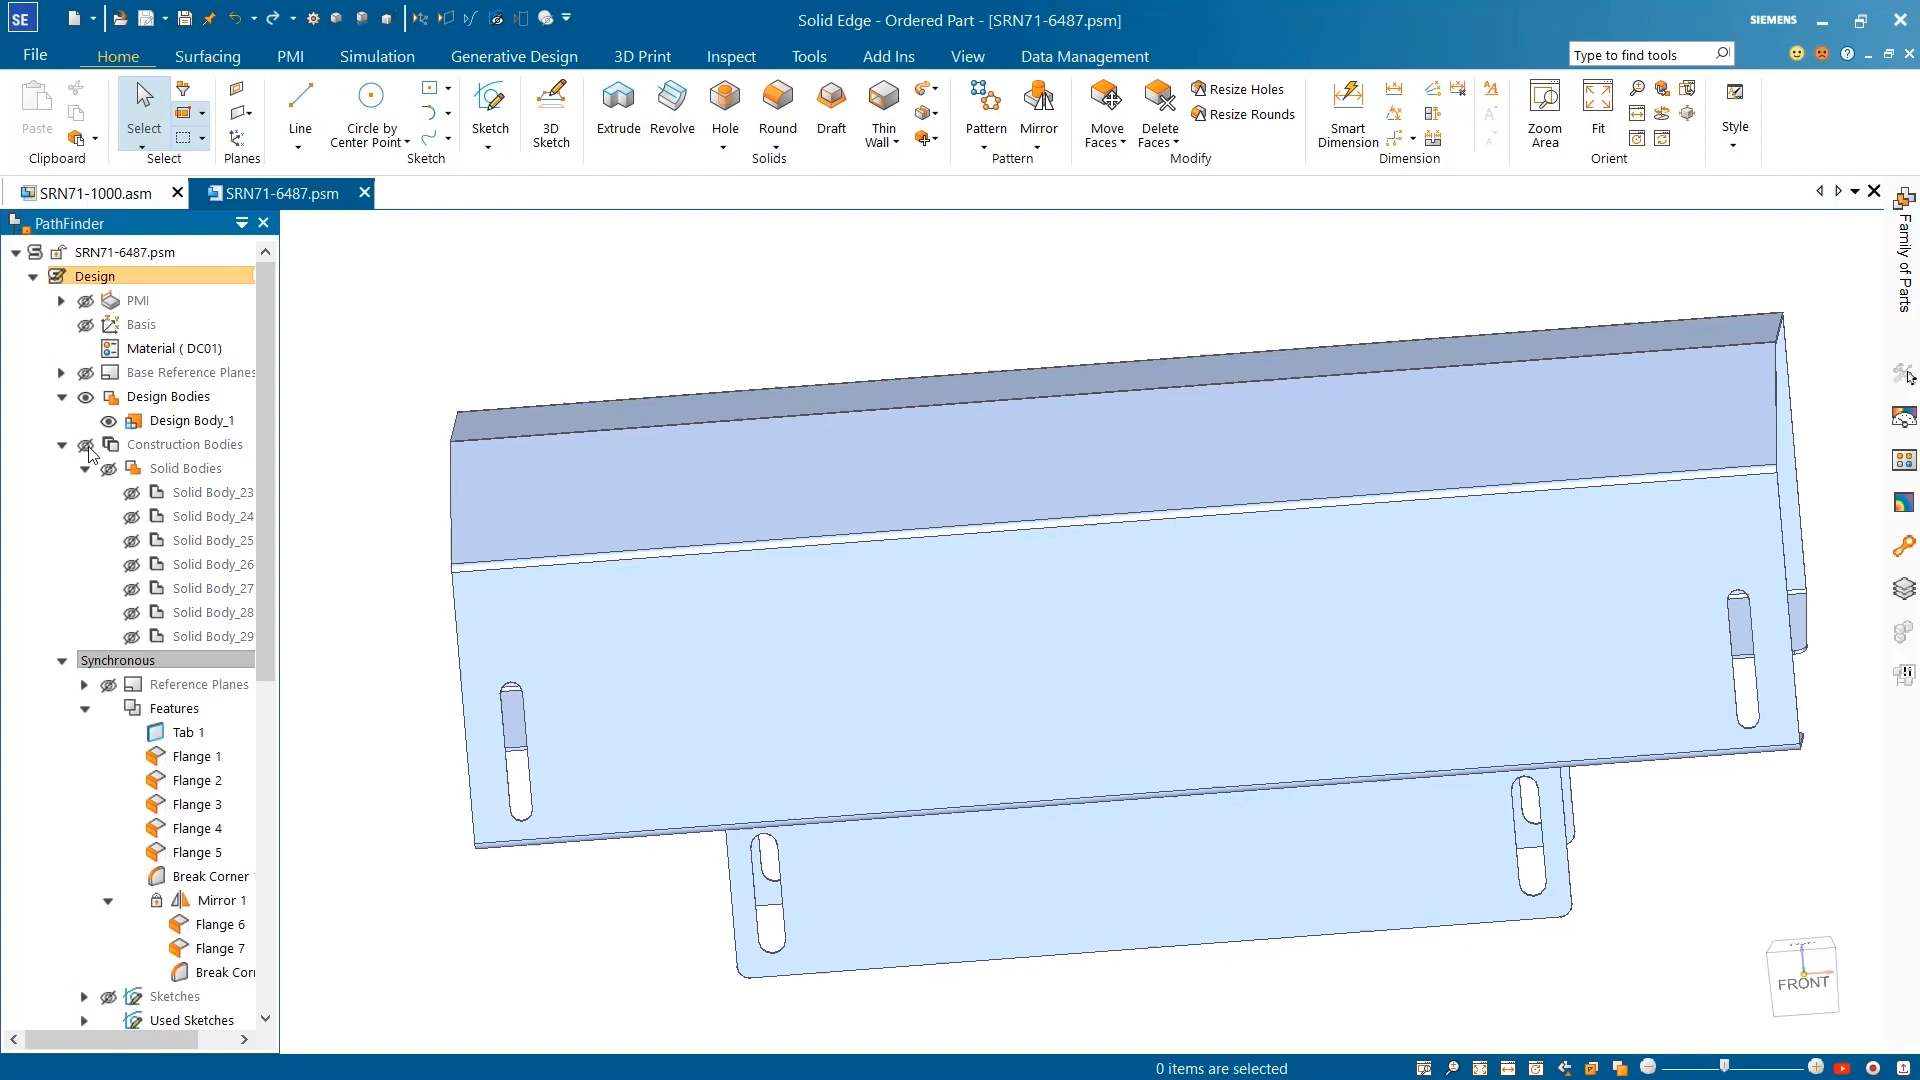 SE
Solid Edge - Ordered Part - [SRN71-6487.psm]
SIEMENS
File
Home
Surfacing
PMI
Simulation
Generative Design
3D Print
Inspect
Tools
Add Ins
View
Data Management
Type to find tools
Paste
Clipboard
Select
Select
Planes
Line
Circle by
Center Point
Sketch
Sketch
3D
Sketch
Extrude
Revolve
Hole
Round
Draft
Thin
Wall
Solids
Pattern
Mirror
Pattern
Move
Faces
Delete
Faces
Resize Holes
Resize Rounds
Modify
Smart
Dimension
Dimension
Zoom
Area
Fit
Orient
Style
SRN71-1000.asm
SRN71-6487.psm
PathFinder
SRN71-6487.psm
Design
PMI
Basis
Material ( DC01)
Base Reference Planes
Design Bodies
Design Body_1
Construction Bodies
Solid Bodies
Solid Body_23
Solid Body_24
Solid Body_25
Solid Body_26
Solid Body_27
Solid Body_28
Solid Body_29
Synchronous
Reference Planes
Features
Tab 1
Flange 1
Flange 2
Flange 3
Flange 4
Flange 5
Break Corner
Mirror 1
Flange 6
Flange 7
Break Corn
Sketches
Used Sketches
Family of Parts
FRONT
0 items are selected